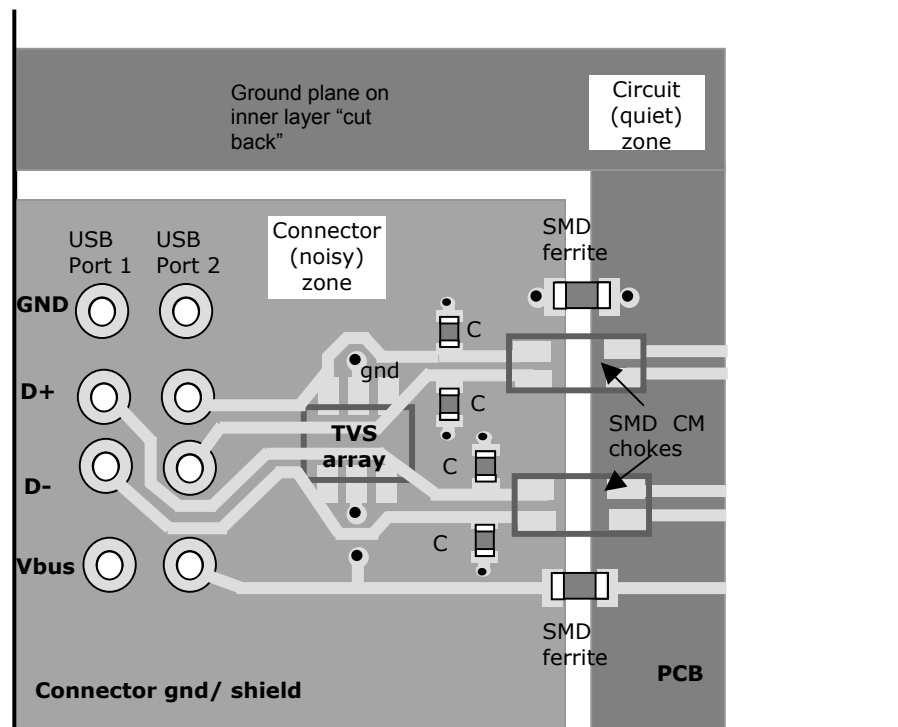 Ground plane on
inner layer “cut
back”
Circuit
(quiet)
zone
Connector
(noisy)
zone
SMD
ferrite
USB
Port 1
USB
Port 2
GND
C
gnd
D+
C
SMD CM
chokes
TVS
array
C
D-
C
Vbus
SMD
ferrite
PCB
Connector gnd/ shield